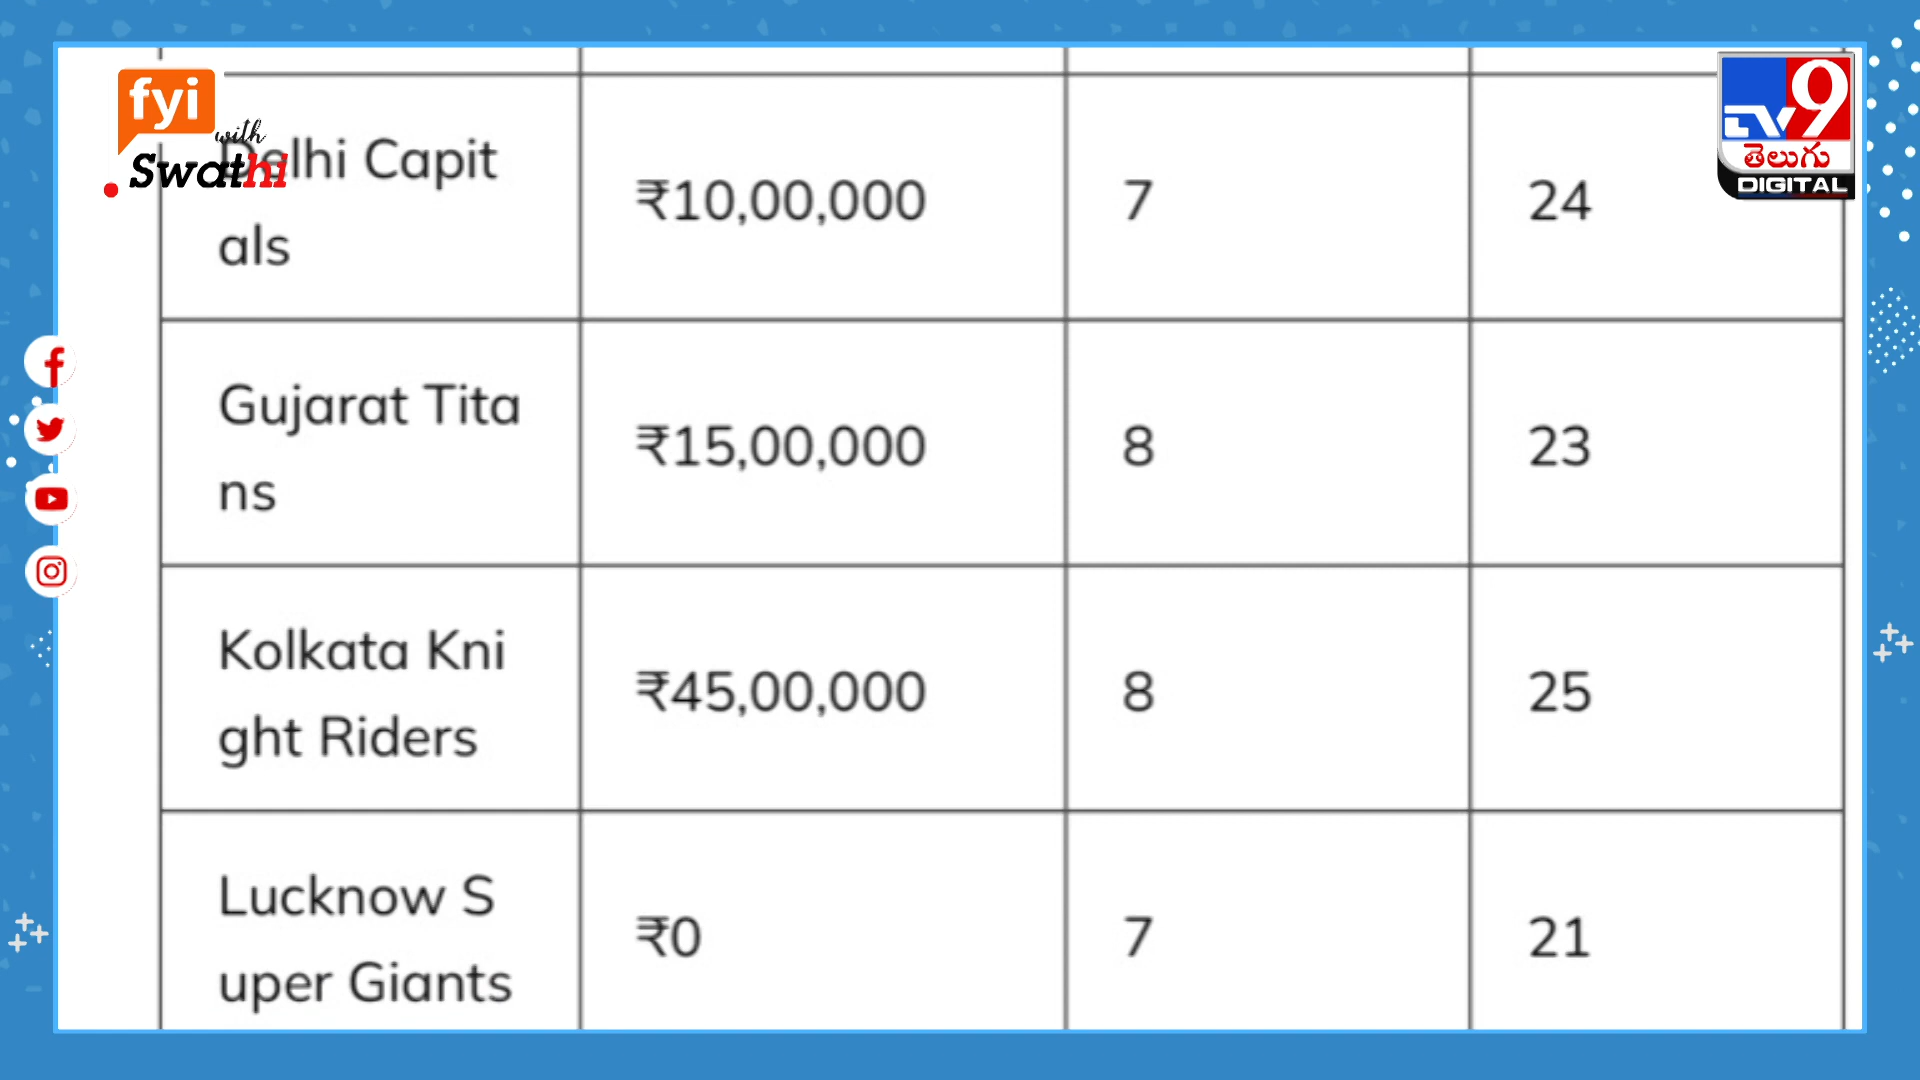 fyi
with
Swathi
TV9
తెలుగు
DIGITAL
Delhi Capit
als
₹10,00,000
7
24
Gujarat Tita
ns
₹15,00,000
8
23
Kolkata Kni
ght Riders
₹45,00,000
8
25
Lucknow S
uper Giants
₹0
7
21